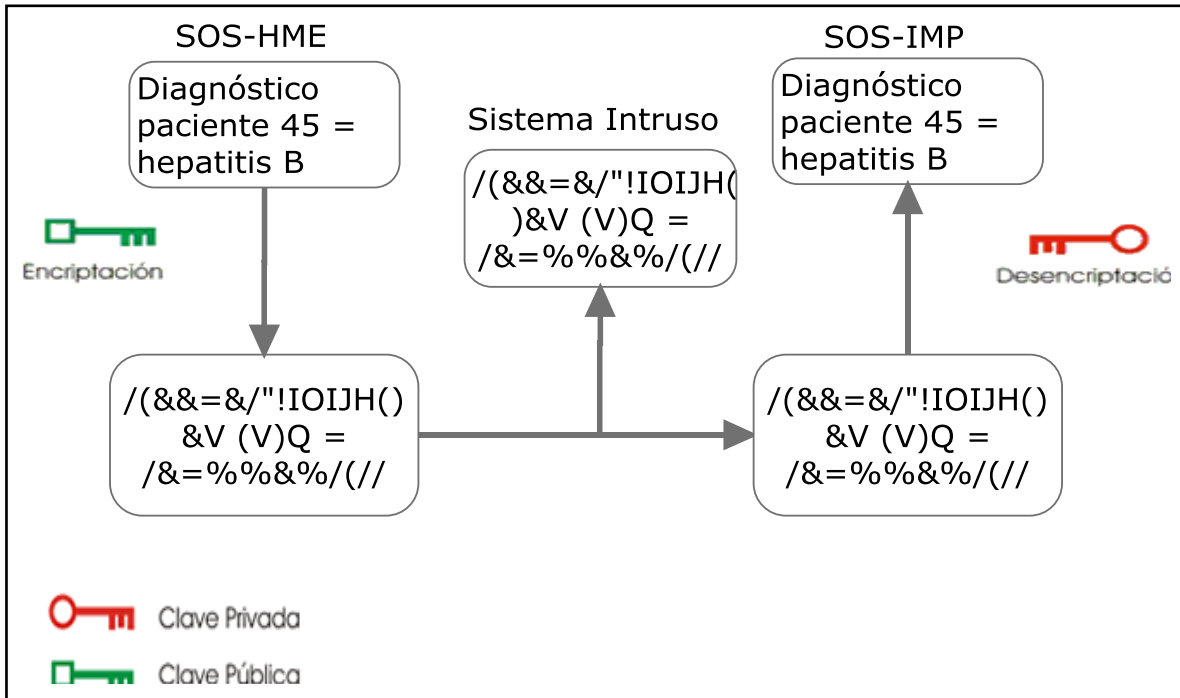 SOS-HME
Diagnóstico
paciente 45 =
hepatitis B
Encriptación
/(&&=&/"!IOIJH()
&V (V)Q =
/&=%%&%/(//
Sistema Intruso
/(&&=&/"!IOIJH(
)&V (V)Q =
/&=%%&%/(//
SOS-IMP
Diagnóstico
paciente 45 =
hepatitis B
Desencriptació
/(&&=&/"!IOIJH()
&V (V)Q =
/&=%%&%/(//
Clave Privada
Clave Pública